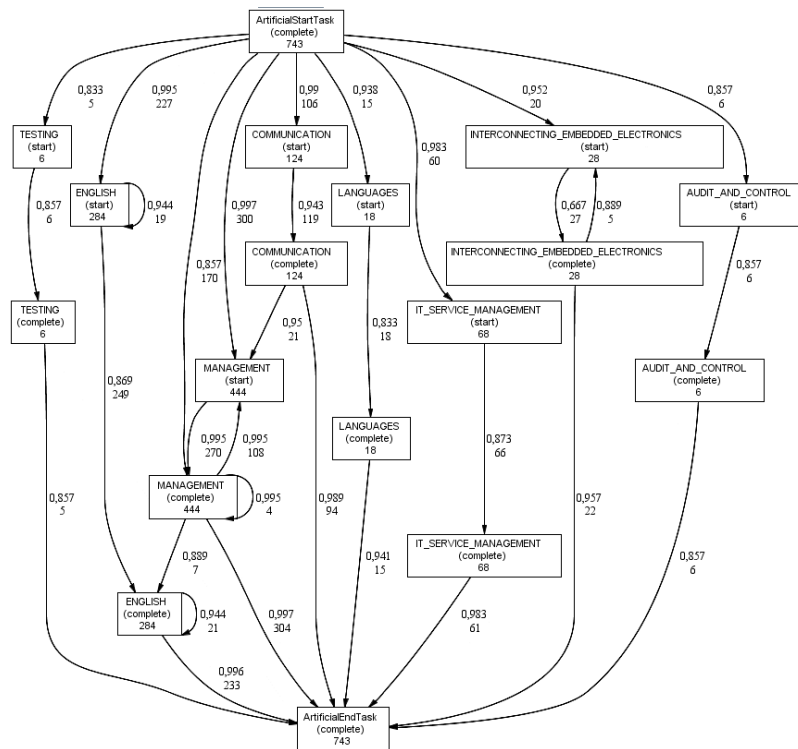 ArtificialStartTask
(complete)
743
0,833
5
0,995
227
0,99
106
0,938
15
0,952
20
0,857
6
TESTING
(start)
6
COMMUNICATION
(start)
124
INTERCONNECTING_EMBEDDED_ELECTRONICS
(start)
28
0,983
60
ENGLISH
(start)
284
0,944
19
0,997
300
0,943
119
LANGUAGES
(start)
18
0,667
27
0,889
5
AUDIT_AND_CONTROL
(start)
6
0,857
6
0,857
170
COMMUNICATION
(complete)
124
INTERCONNECTING_EMBEDDED_ELECTRONICS
(complete)
28
0,857
6
TESTING
(complete)
6
0,95
21
0,833
18
IT_SERVICE_MANAGEMENT
(start)
68
MANAGEMENT
(start)
444
AUDIT_AND_CONTROL
(complete)
6
0,869
249
0,995
270
0,995
108
LANGUAGES
(complete)
18
0,873
66
MANAGEMENT
(complete)
444
0,995
4
0,857
5
0,989
94
0,957
22
IT_SERVICE_MANAGEMENT
(complete)
68
0,889
7
0,941
15
0,857
6
ENGLISH
(complete)
284
0,944
21
0,997
304
0,983
61
0,996
233
ArtificialEndTask
(complete)
743